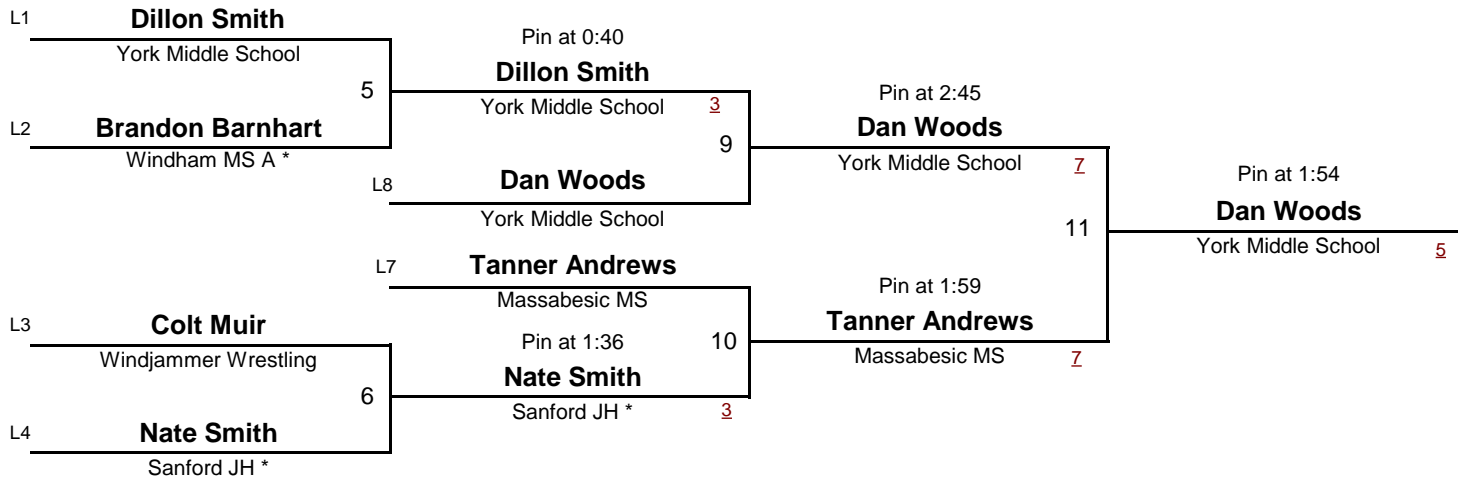 L1 Dillon Smith
York Middle School
5
L2 Brandon Barnhart
Windham MS A *
Pin at 0:40
Dillon Smith
York Middle School 3
9
L8 Dan Woods
York Middle School
L7 Tanner Andrews
Massabesic MS
10
L3 Colt Muir
Windjammer Wrestling
6
L4 Nate Smith
Sanford JH *
Pin at 1:36
Nate Smith
Sanford JH * 3
Pin at 2:45
Dan Woods
York Middle School 7
11
Pin at 1:59
Tanner Andrews
Massabesic MS 7
Pin at 1:54
Dan Woods
York Middle School 5